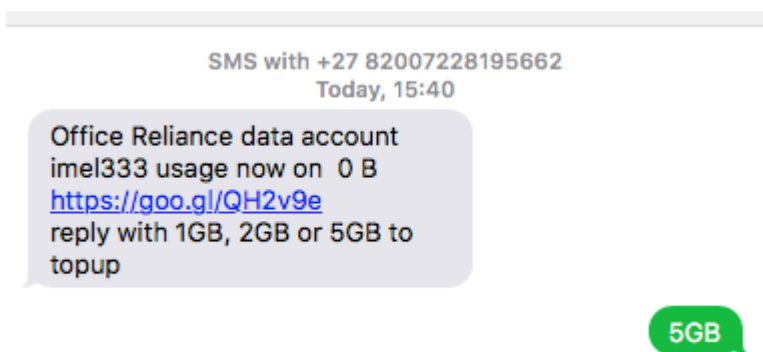 SMS with +27 82007228195662
Today, 15:40
Office Reliance data account
imel333 usage now on  0 B
https://goo.gl/QH2v9e
reply with 1GB, 2GB or 5GB to
topup
5GB